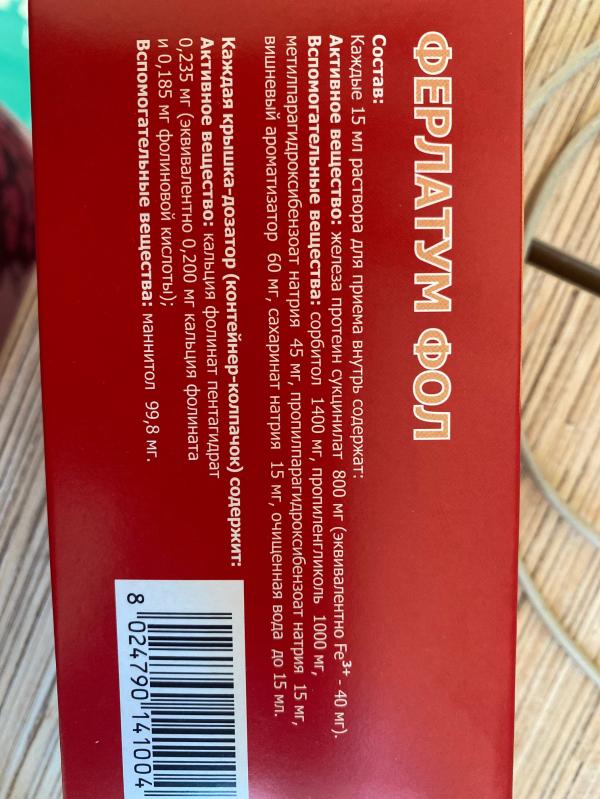 ФЕРЛАТУМ ФОЛ
Состав:
Каждые 15 мл раствора для приема внутрь содержат:
Активное вещество: железа протеин сукцинилат 800 мг (эквивалентно Fe³⁺ - 40 мг).
Вспомогательные вещества: сорбитол 1400 мг, пропиленгликоль 1000 мг,
метилпарагидроксибензоат натрия 45 мг, пропилпарагидроксибензоат натрия 15 мг,
вишневый ароматизатор 60 мг, сахаринат натрия 15 мг, очищенная вода до 15 мл.
Каждая крышка-дозатор (контейнер-колпачок) содержит:
Активное вещество: кальция фолинат пентагидрат
0,235 мг (эквивалентно 0,200 мг кальция фолината
и 0,185 мг фолиновой кислоты);
Вспомогательные вещества: маннитол 99,8 мг.
8 024790 141004